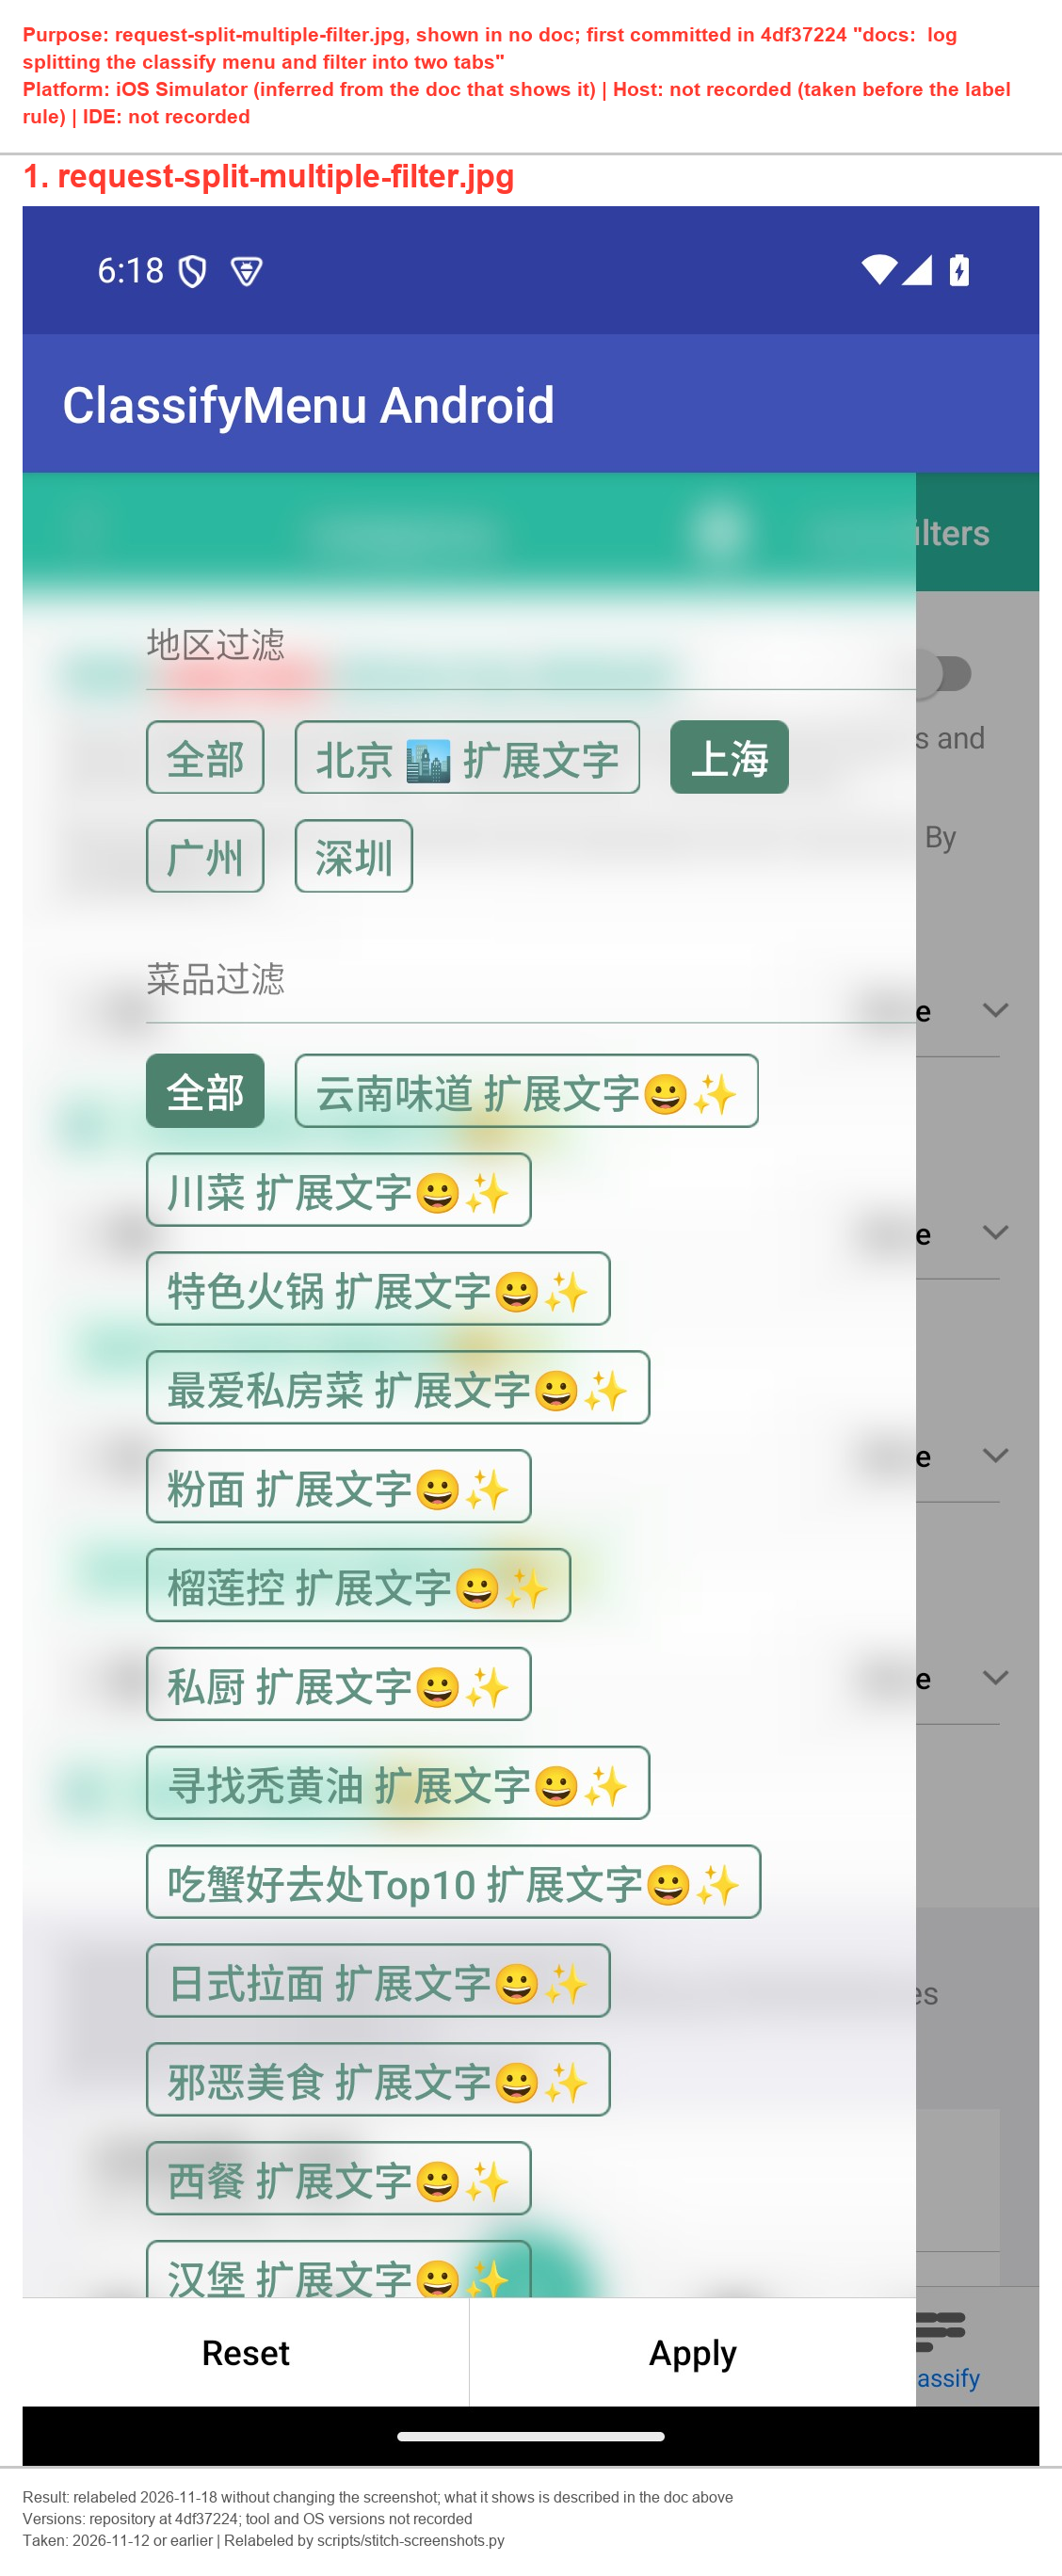 Purpose: request-split-multiple-filter.jpg, shown in no doc; first committed in 4df37224 "docs:  log
splitting the classify menu and filter into two tabs"
Platform: iOS Simulator (inferred from the doc that shows it) | Host: not recorded (taken before the label
rule) | IDE: not recorded
1. request-split-multiple-filter.jpg
6:18
ClassifyMenu Android
ilters
地区过滤
s and
全部 北京 🏙️ 扩展文字 上海
By
广州 深圳
菜品过滤
e
全部 云南味道 扩展文字😀✨
川菜 扩展文字😀✨
e
特色火锅 扩展文字😀✨
最爱私房菜 扩展文字😀✨
e
粉面 扩展文字😀✨
榴莲控 扩展文字😀✨
私厨 扩展文字😀✨
e
寻找秃黄油 扩展文字😀✨
吃蟹好去处Top10 扩展文字😀✨
日式拉面 扩展文字😀✨
es
邪恶美食 扩展文字😀✨
西餐 扩展文字😀✨
汉堡 扩展文字😀✨
Reset Apply
assify
Result: relabeled 2026-11-18 without changing the screenshot; what it shows is described in the doc above
Versions: repository at 4df37224; tool and OS versions not recorded
Taken: 2026-11-12 or earlier | Relabeled by scripts/stitch-screenshots.py